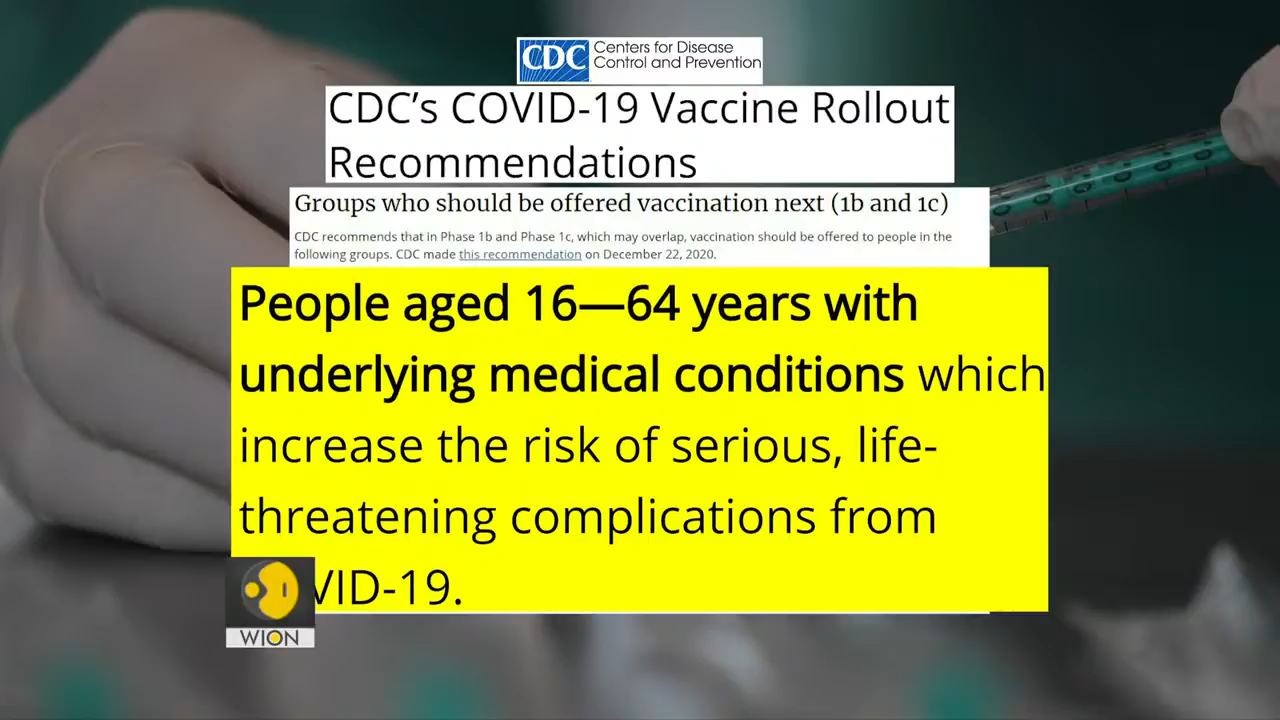 CDC
Centers for Disease
Control and Prevention
CDC's COVID-19 Vaccine Rollout
Recommendations
Groups who should be offered vaccination next (1b and 1c)
CDC recommends that in Phase 1b and Phase 1c, which may overlap, vaccination should be offered to people in the
following groups. CDC made this recommendation on December 22, 2020.
People aged 16—64 years with
underlying medical conditions which
increase the risk of serious, life-
threatening complications from
VID-19.
WION